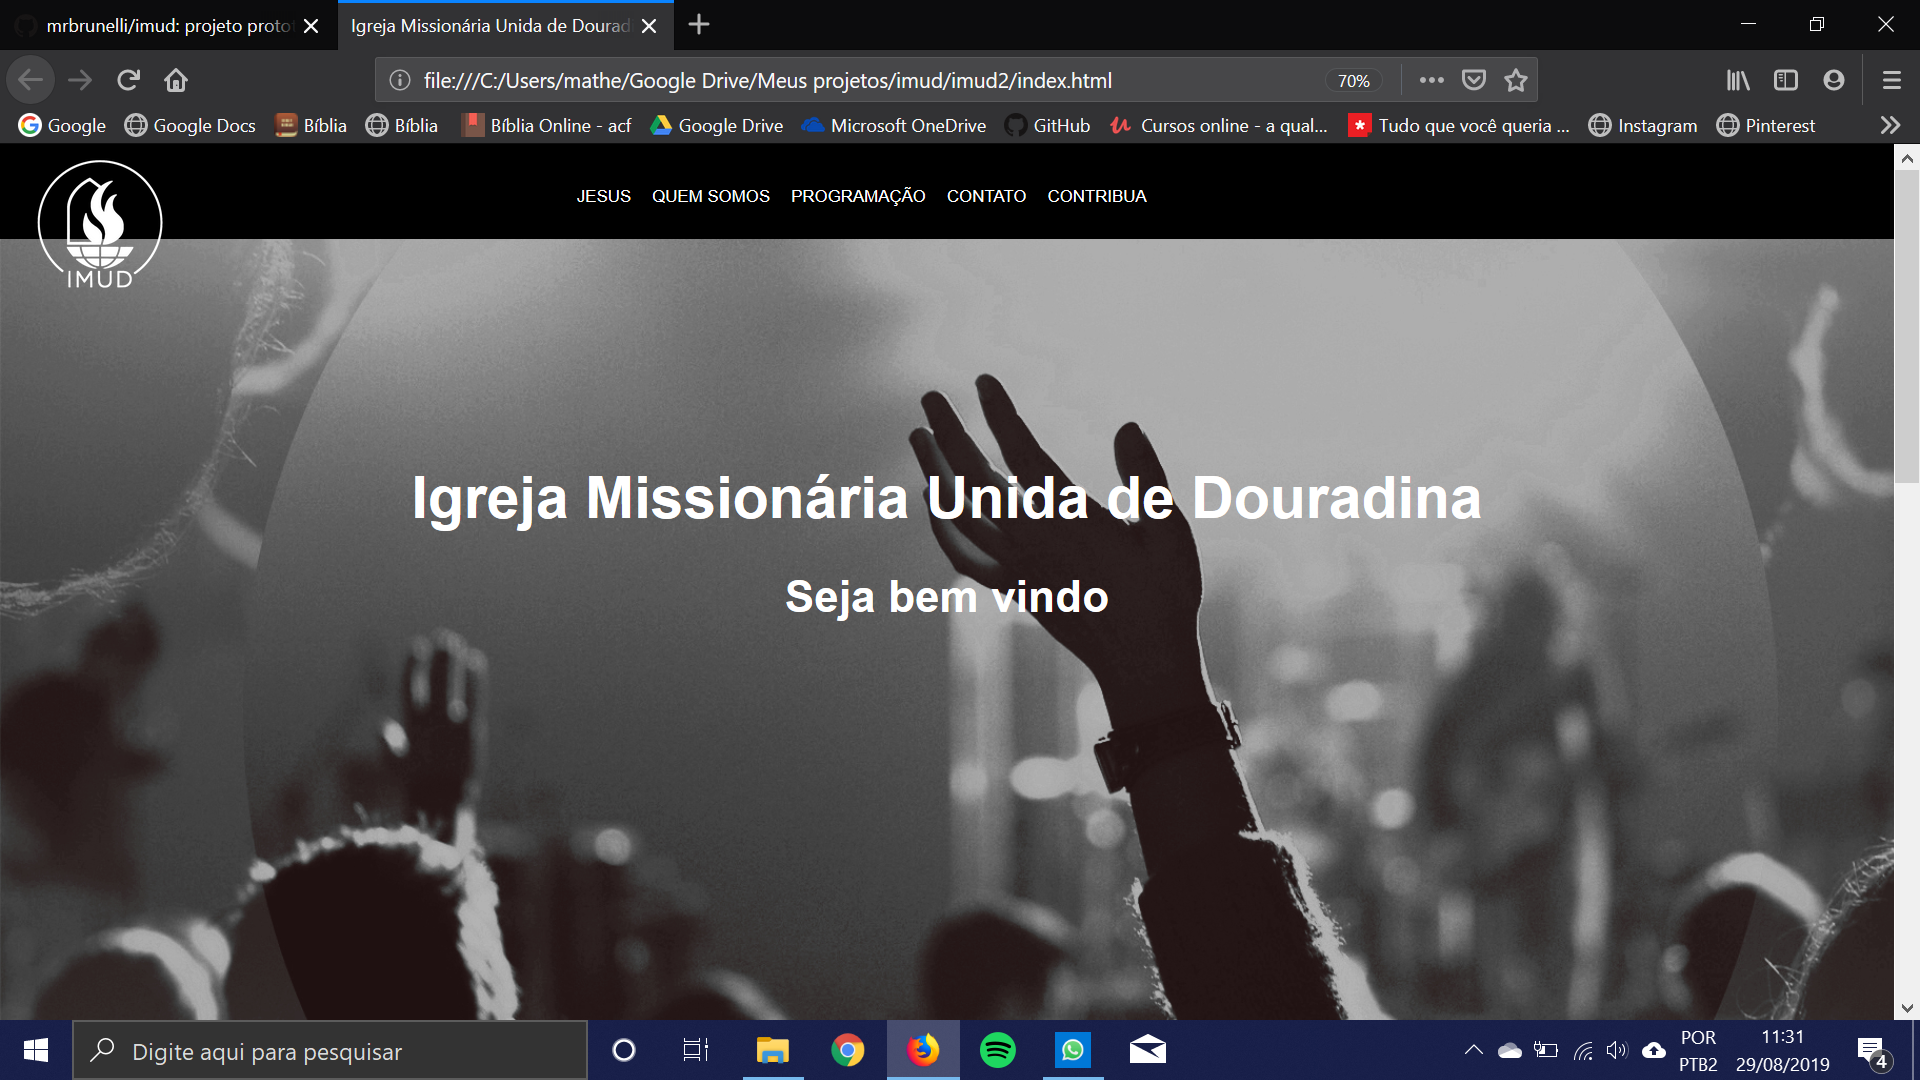 mrbrunelli/imud: projeto proto
Igreja Missionária Unida de Dourad
file:///C:/Users/mathe/Google Drive/Meus projetos/imud/imud2/index.html
70%
Google
Google Docs
Bíblia
Bíblia
Bíblia Online - acf
Google Drive
Microsoft OneDrive
GitHub
Cursos online - a qual...
Tudo que você queria ...
Instagram
Pinterest
IMUD
JESUS QUEM SOMOS PROGRAMAÇÃO CONTATO CONTRIBUA
Igreja Missionária Unida de Douradina
Seja bem vindo
Digite aqui para pesquisar
POR
PTB2
11:31
29/08/2019
4